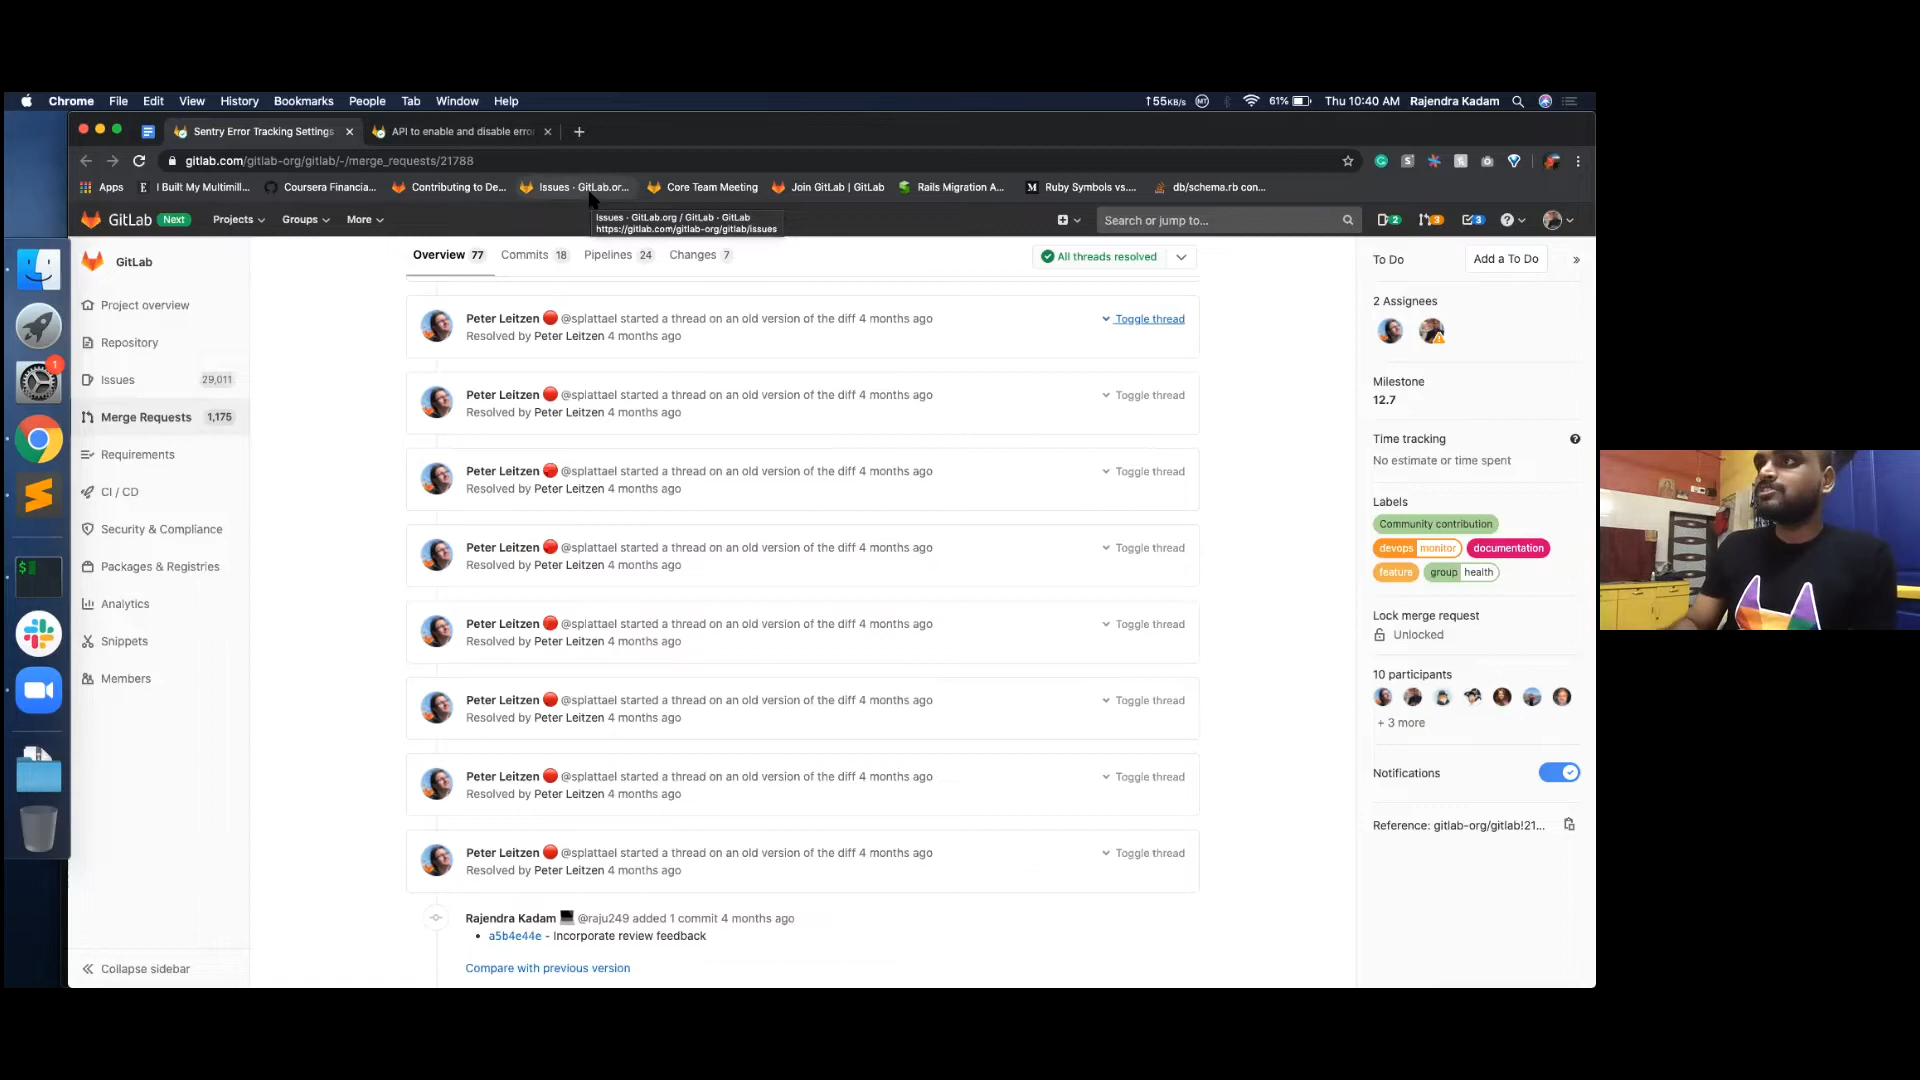 Chrome File Edit View History Bookmarks People Tab Window Help
↑55KB/s 61% Thu 10:40 AM Rajendra Kadam
Sentry Error Tracking Settings
API to enable and disable erro
gitlab.com/gitlab-org/gitlab/-/merge_requests/21788
Apps
I Built My Multimill...
Coursera Financia...
Contributing to De...
Issues · GitLab.or...
Core Team Meeting
Join GitLab | GitLab
Rails Migration A...
Ruby Symbols vs....
db/schema.rb con...
Issues · GitLab.org / GitLab · GitLab
https://gitlab.com/gitlab-org/gitlab/issues
GitLab Next Projects Groups More
Search or jump to...
2
3
3
GitLab
Project overview
Repository
Issues 29,011
Merge Requests 1,175
Requirements
CI / CD
Security & Compliance
Packages & Registries
Analytics
Snippets
Members
Collapse sidebar
1
Overview 77 Commits 18 Pipelines 24 Changes 7
All threads resolved
Peter Leitzen @splattael started a thread on an old version of the diff 4 months ago Toggle thread
Resolved by Peter Leitzen 4 months ago
Peter Leitzen @splattael started a thread on an old version of the diff 4 months ago Toggle thread
Resolved by Peter Leitzen 4 months ago
Peter Leitzen @splattael started a thread on an old version of the diff 4 months ago Toggle thread
Resolved by Peter Leitzen 4 months ago
Peter Leitzen @splattael started a thread on an old version of the diff 4 months ago Toggle thread
Resolved by Peter Leitzen 4 months ago
Peter Leitzen @splattael started a thread on an old version of the diff 4 months ago Toggle thread
Resolved by Peter Leitzen 4 months ago
Peter Leitzen @splattael started a thread on an old version of the diff 4 months ago Toggle thread
Resolved by Peter Leitzen 4 months ago
Peter Leitzen @splattael started a thread on an old version of the diff 4 months ago Toggle thread
Resolved by Peter Leitzen 4 months ago
Peter Leitzen @splattael started a thread on an old version of the diff 4 months ago Toggle thread
Resolved by Peter Leitzen 4 months ago
Rajendra Kadam @raju249 added 1 commit 4 months ago
• a5b4e44e - Incorporate review feedback
Compare with previous version
To Do Add a To Do
2 Assignees
Milestone
12.7
Time tracking
No estimate or time spent
Labels
Community contribution
devops monitor documentation
feature group health
Lock merge request
Unlocked
10 participants
+ 3 more
Notifications
Reference: gitlab-org/gitlab!21...